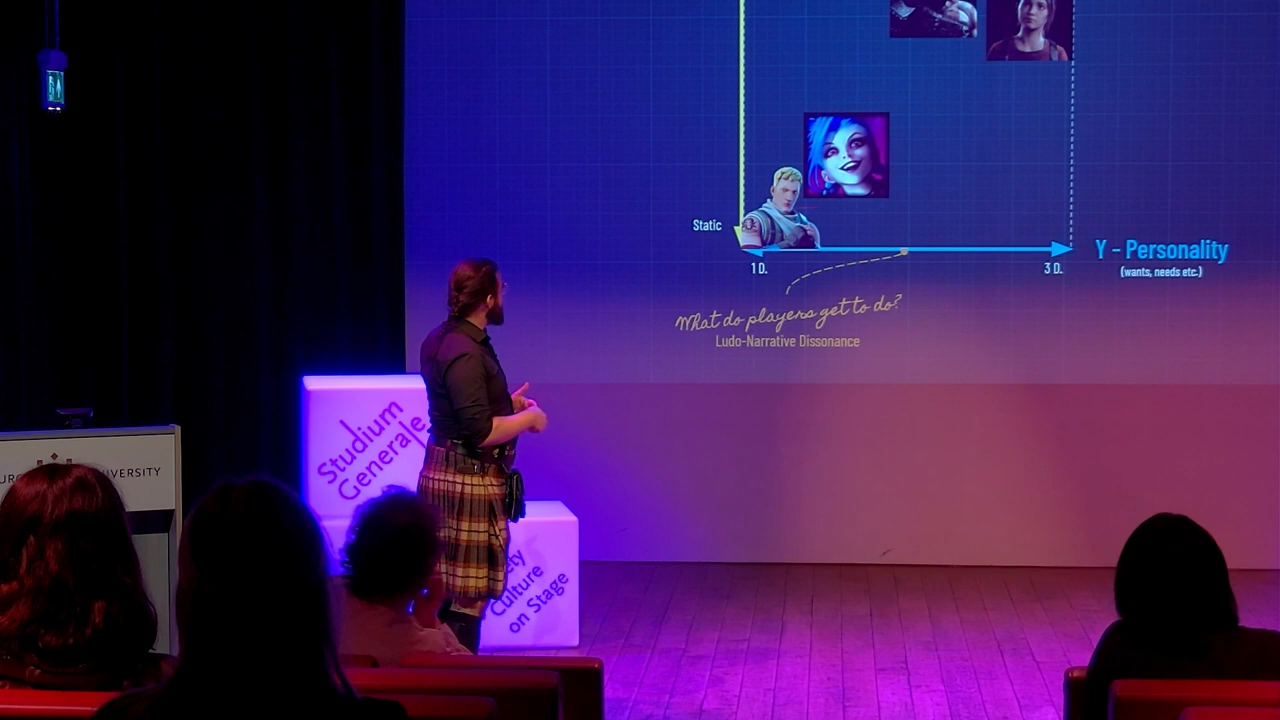 Static
1 D.
3 D.
Y - Personality
(wants, needs etc.)
What do players get to do?
Ludo-Narrative Dissonance
Studium
Generale
Culture
on Stage